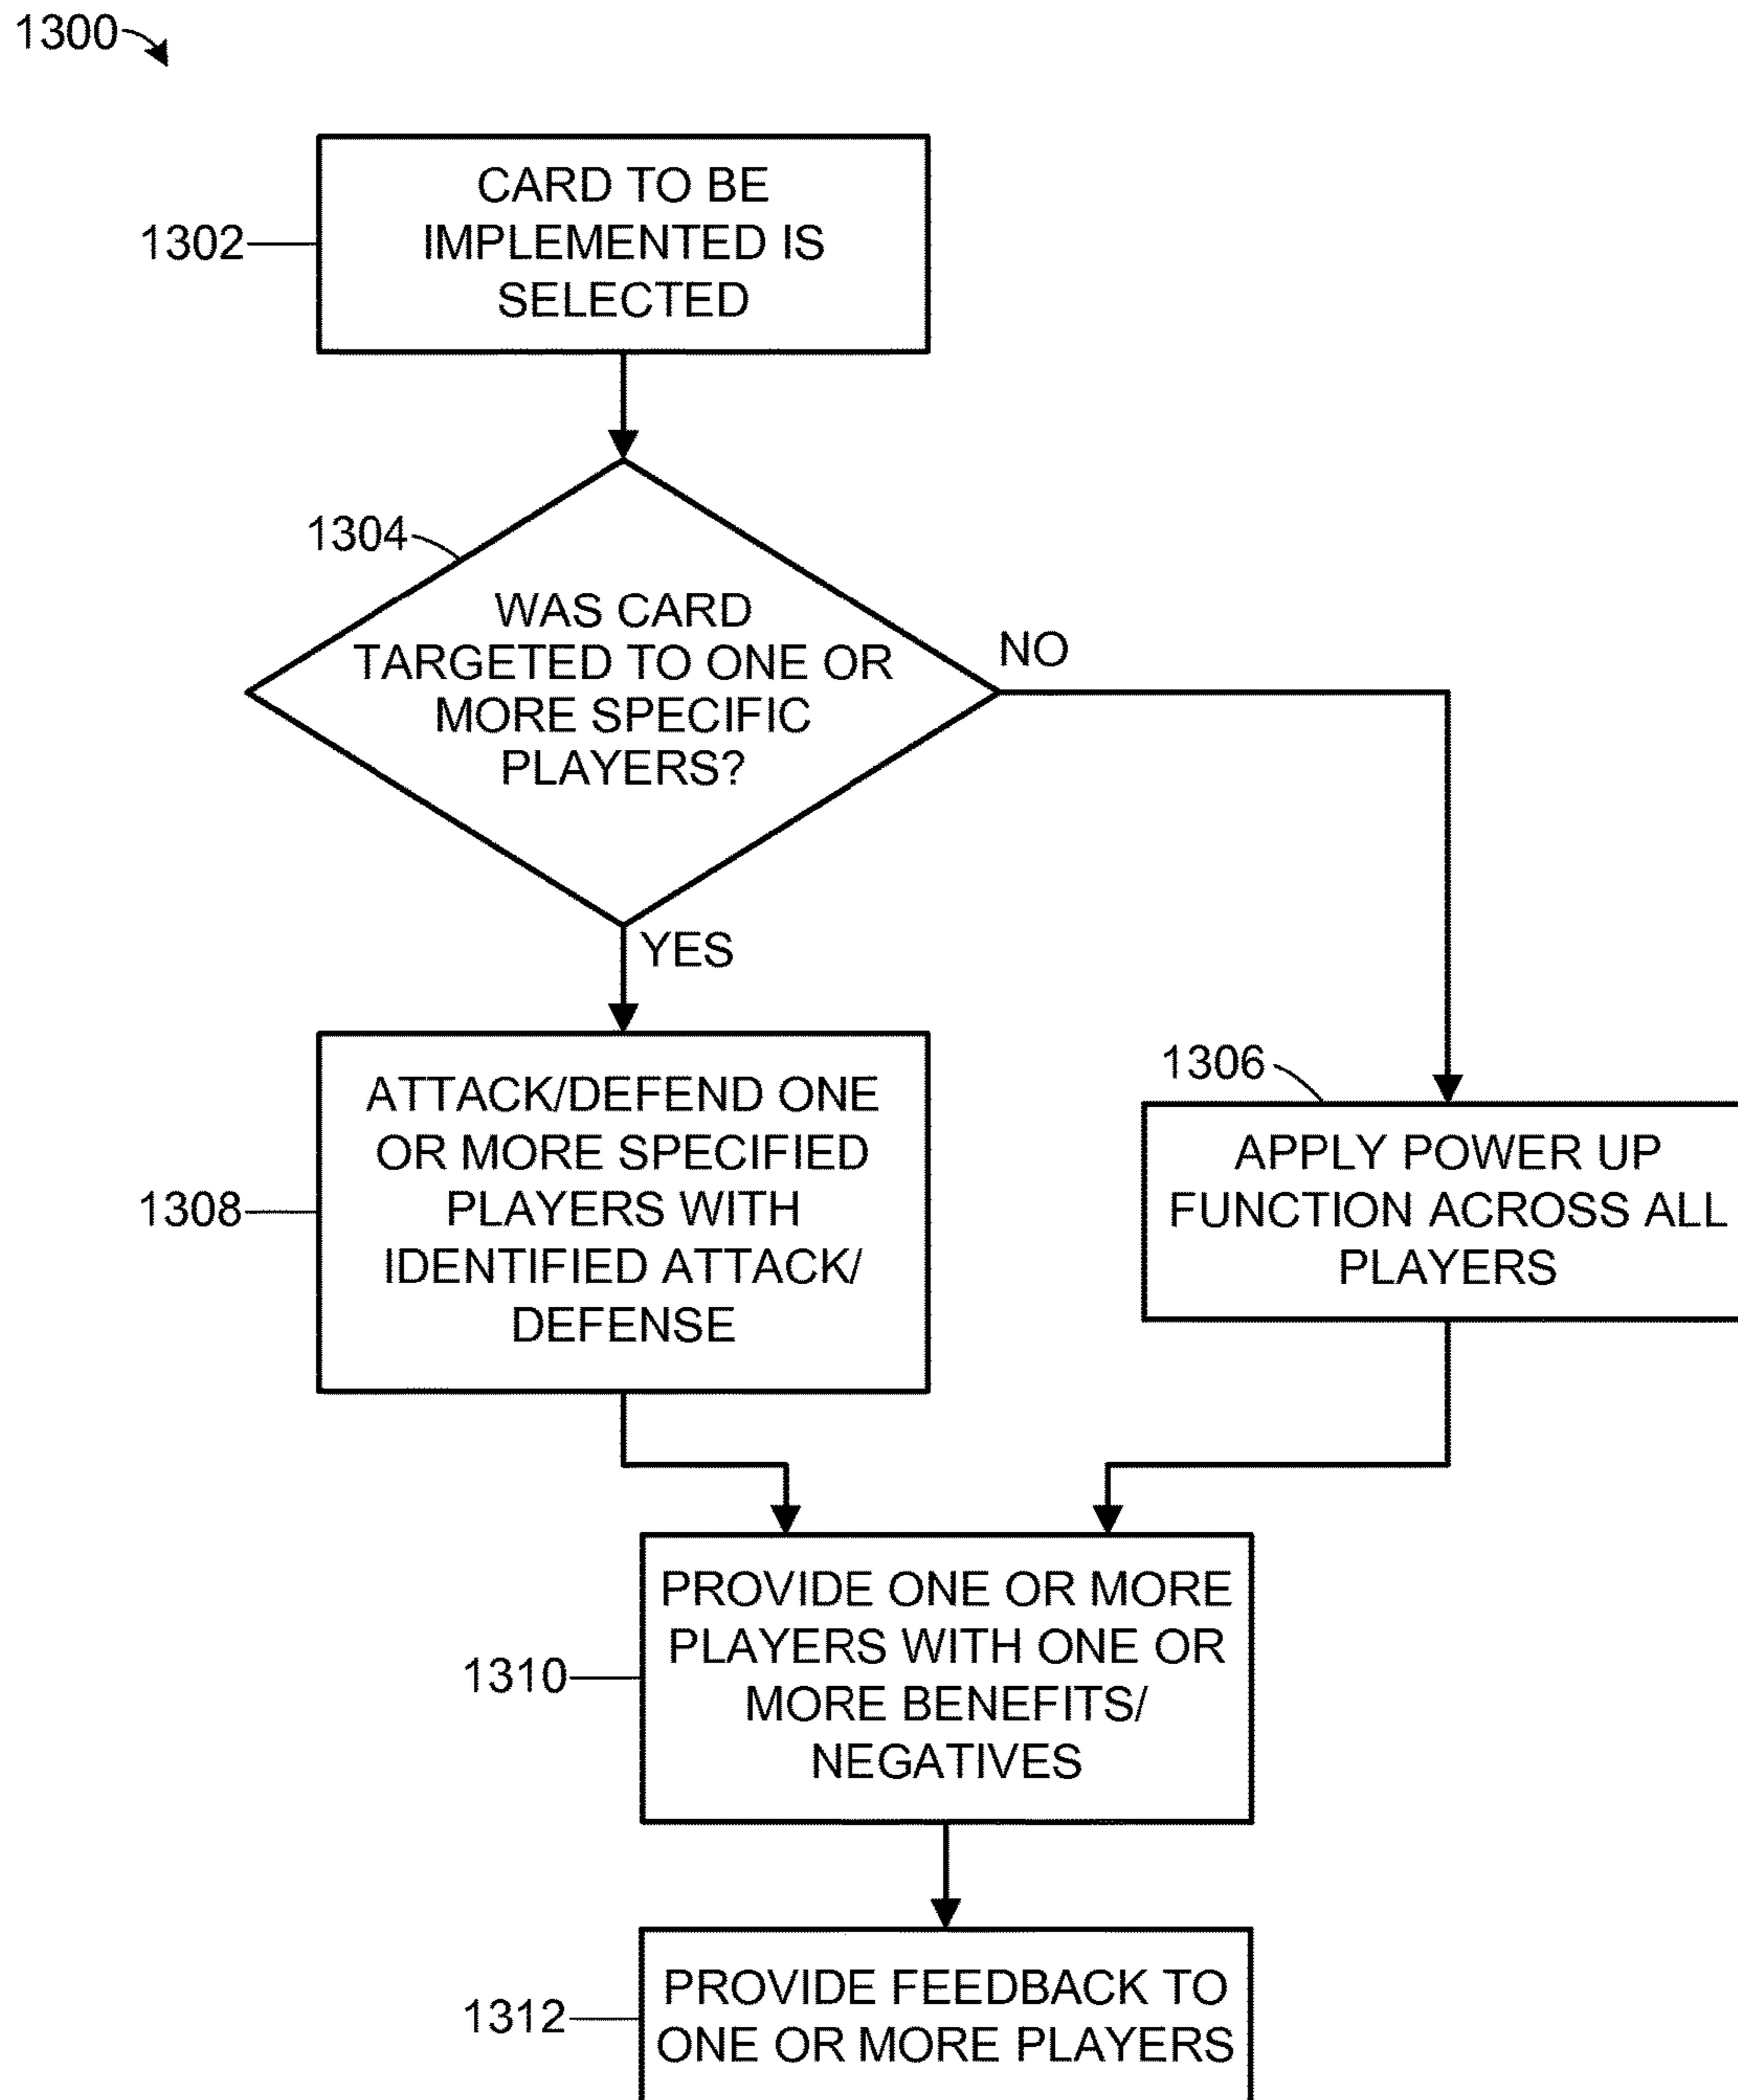 1300
CARD TO BE
IMPLEMENTED IS
SELECTED
1302
1304
WAS CARD
TARGETED TO ONE OR
MORE SPECIFIC
PLAYERS?
NO
YES
ATTACK/DEFEND ONE
OR MORE SPECIFIED
PLAYERS WITH
IDENTIFIED ATTACK/
DEFENSE
1308
1306
APPLY POWER UP
FUNCTION ACROSS ALL
PLAYERS
PROVIDE ONE OR MORE
PLAYERS WITH ONE OR
MORE BENEFITS/
NEGATIVES
1310
PROVIDE FEEDBACK TO
ONE OR MORE PLAYERS
1312